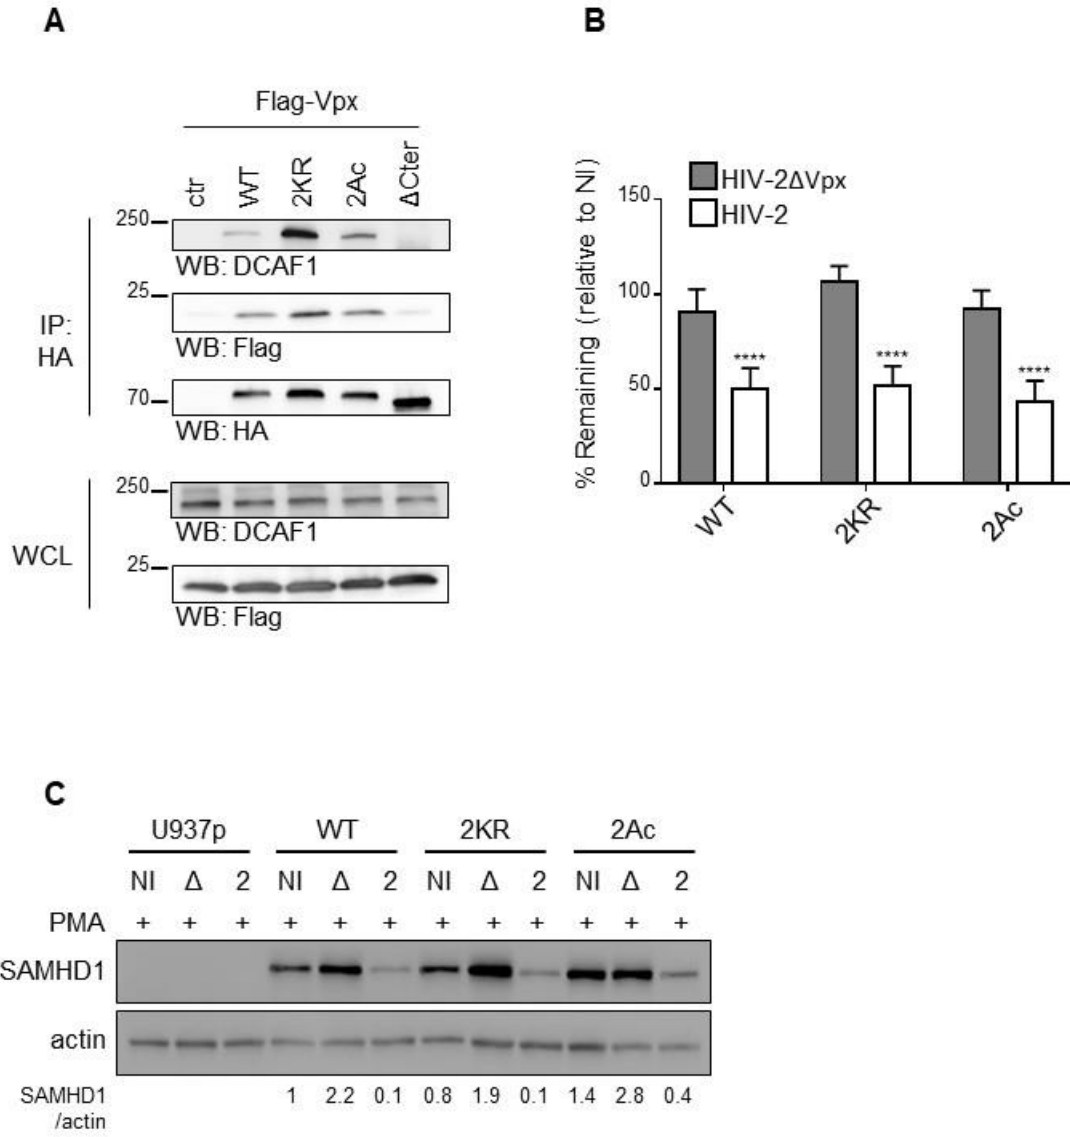 A
Flag-Vpx
ctr WT 2KR 2Ac ΔCter
250
WB: DCAF1
25
WB: Flag
IP:
HA
70
WB: HA
250
WB: DCAF1
WCL
25
WB: Flag
B
HIV-2ΔVpx
HIV-2
% Remaining (relative to NI)
150
100
50
0
**** **** ****
WT 2KR 2Ac
C
U937p WT 2KR 2Ac
NI Δ 2 NI Δ 2 NI Δ 2 NI Δ 2
PMA + + + + + + + + + + + +
SAMHD1
actin
SAMHD1 1 2.2 0.1 0.8 1.9 0.1 1.4 2.8 0.4
/actin